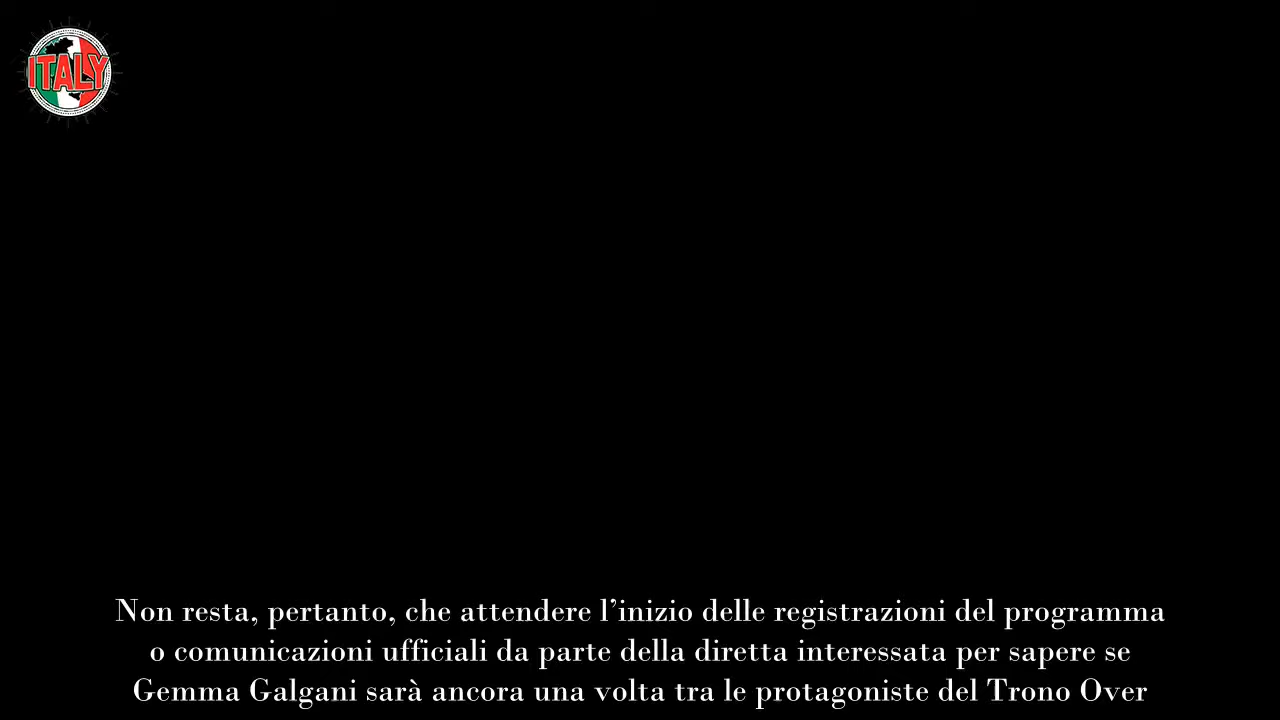 ITALY
Non resta, pertanto, che attendere l’inizio delle registrazioni del programma
o comunicazioni ufficiali da parte della diretta interessata per sapere se
Gemma Galgani sarà ancora una volta tra le protagoniste del Trono Over